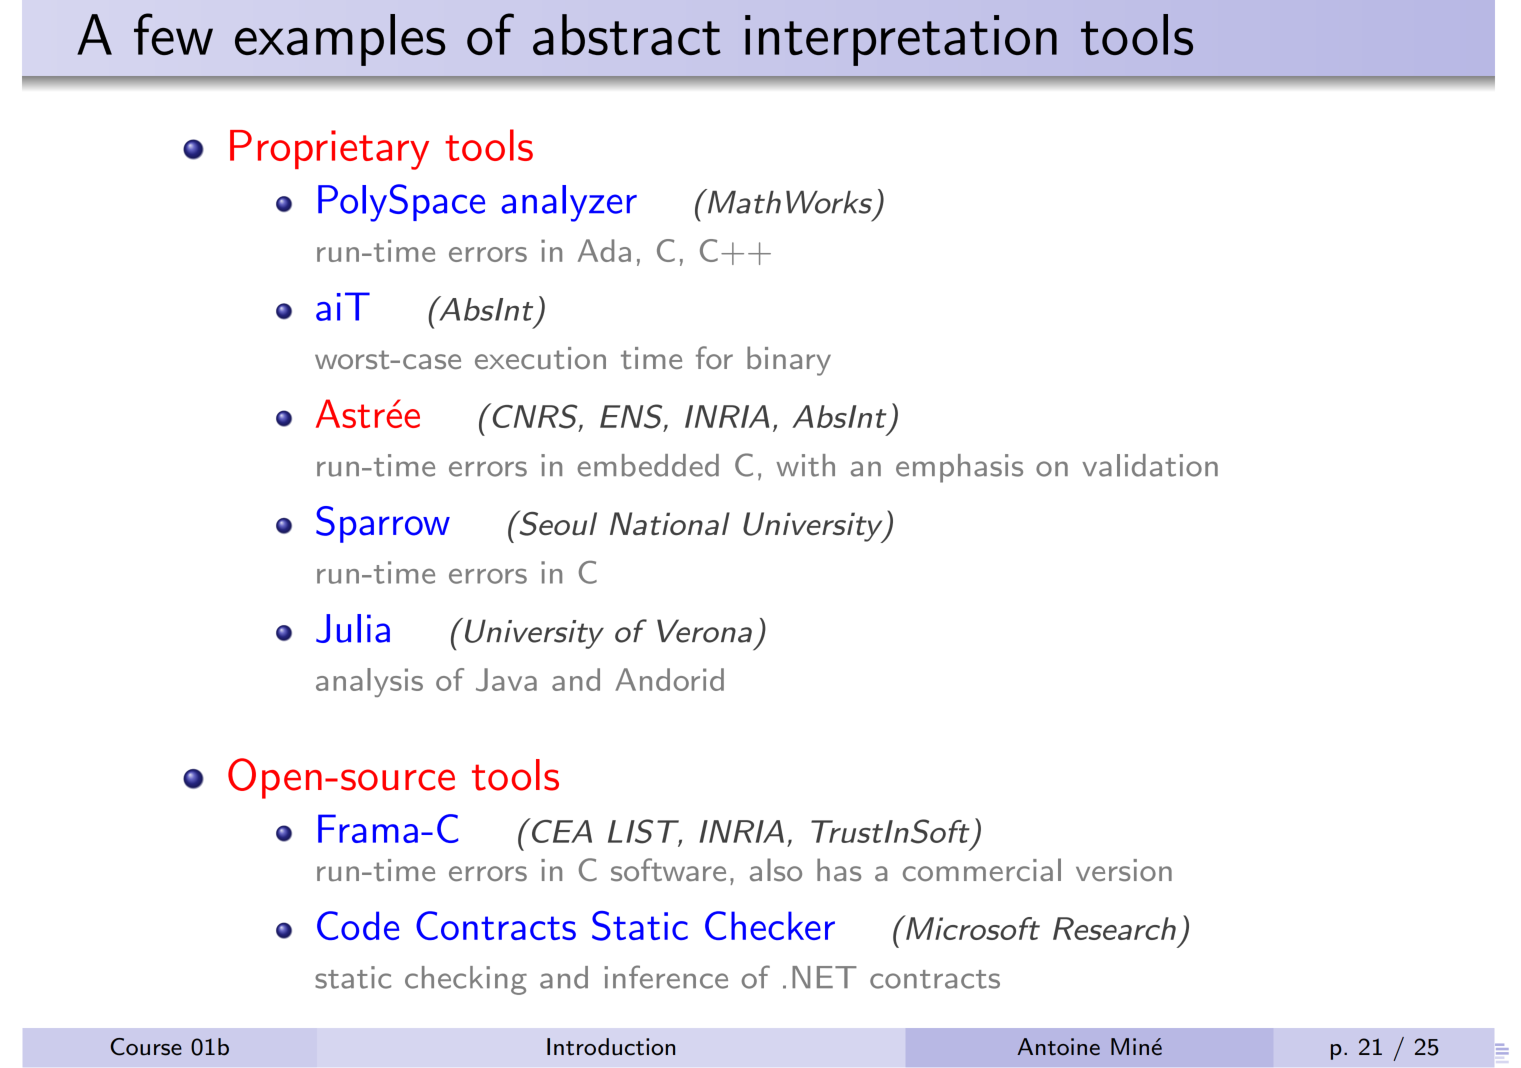 A few examples of abstract interpretation tools
Proprietary tools
PolySpace analyzer (MathWorks)
run-time errors in Ada, C, C++
aiT (AbsInt)
worst-case execution time for binary
Astrée (CNRS, ENS, INRIA, AbsInt)
run-time errors in embedded C, with an emphasis on validation
Sparrow (Seoul National University)
run-time errors in C
Julia (University of Verona)
analysis of Java and Andorid
Open-source tools
Frama-C (CEA LIST, INRIA, TrustInSoft)
run-time errors in C software, also has a commercial version
Code Contracts Static Checker (Microsoft Research)
static checking and inference of .NET contracts
Course 01b Introduction Antoine Miné p. 21 / 25